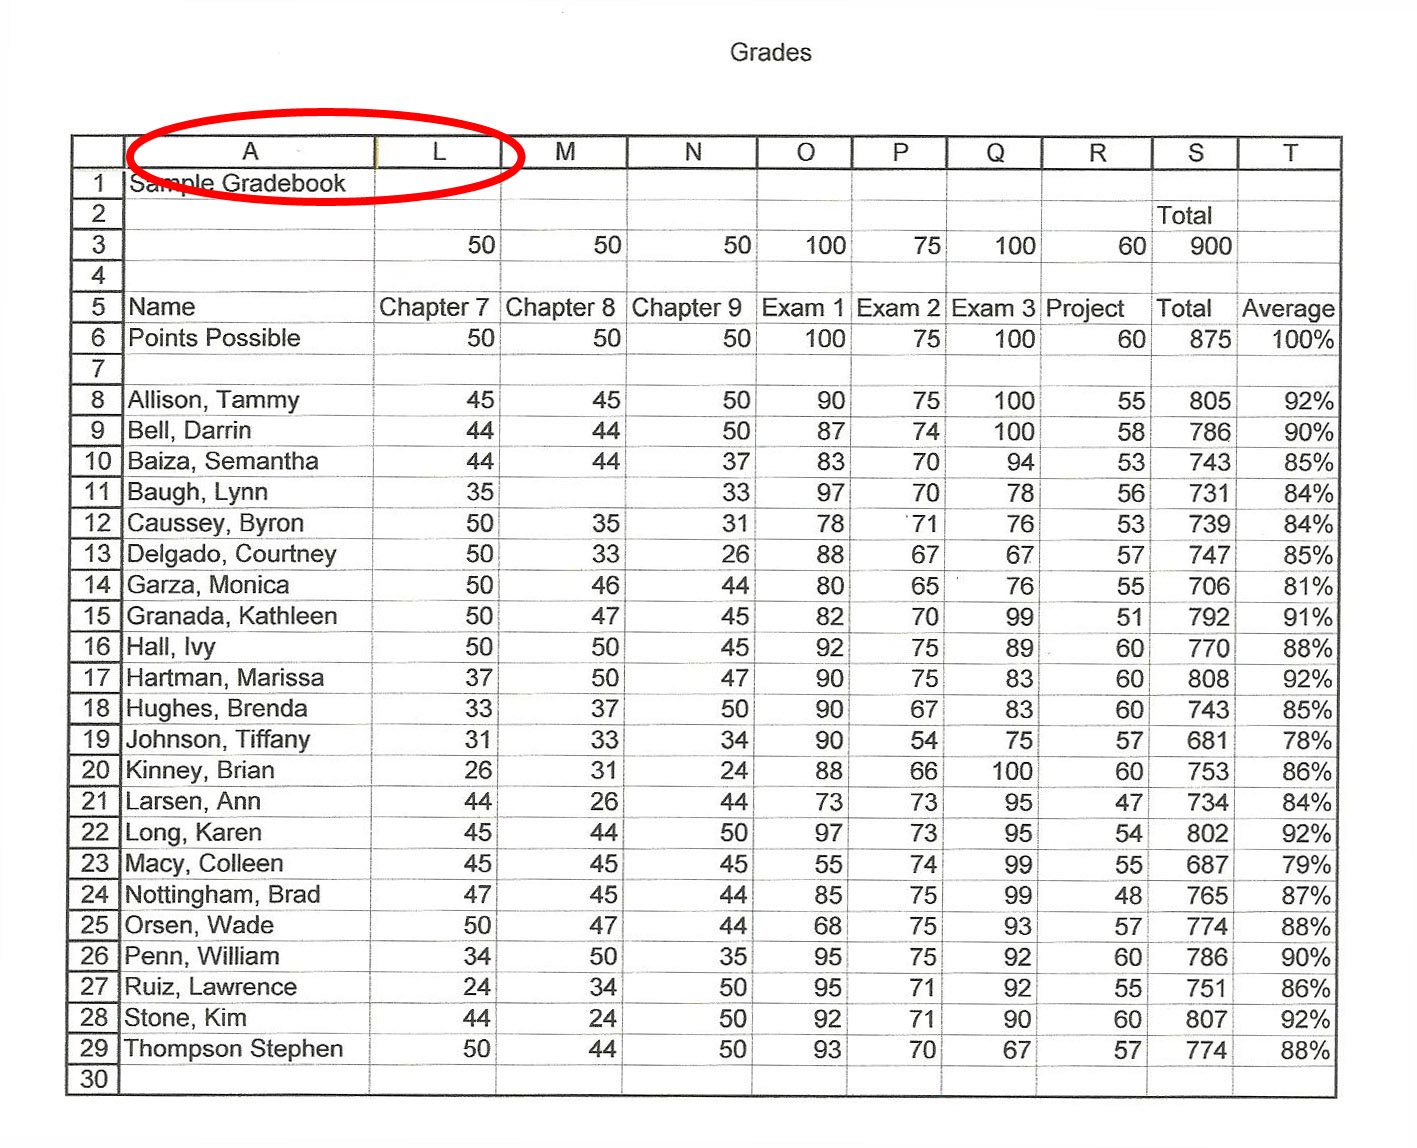 Grades
A L M N O P Q R S T
1 Sample Gradebook
2 Total
3 50 50 50 100 75 100 60 900
4
5 Name Chapter 7 Chapter 8 Chapter 9 Exam 1 Exam 2 Exam 3 Project Total Average
6 Points Possible 50 50 50 100 75 100 60 875 100%
7
8 Allison, Tammy 45 45 50 90 75 100 55 805 92%
9 Bell, Darrin 44 44 50 87 74 100 58 786 90%
10 Baiza, Semantha 44 44 37 83 70 94 53 743 85%
11 Baugh, Lynn 35 33 97 70 78 56 731 84%
12 Caussey, Byron 50 35 31 78 71 76 53 739 84%
13 Delgado, Courtney 50 33 26 88 67 67 57 747 85%
14 Garza, Monica 50 46 44 80 65 76 55 706 81%
15 Granada, Kathleen 50 47 45 82 70 99 51 792 91%
16 Hall, Ivy 50 50 45 92 75 89 60 770 88%
17 Hartman, Marissa 37 50 47 90 75 83 60 808 92%
18 Hughes, Brenda 33 37 50 90 67 83 60 743 85%
19 Johnson, Tiffany 31 33 34 90 54 75 57 681 78%
20 Kinney, Brian 26 31 24 88 66 100 60 753 86%
21 Larsen, Ann 44 26 44 73 73 95 47 734 84%
22 Long, Karen 45 44 50 97 73 95 54 802 92%
23 Macy, Colleen 45 45 45 55 74 99 55 687 79%
24 Nottingham, Brad 47 45 44 85 75 99 48 765 87%
25 Orsen, Wade 50 47 44 68 75 93 57 774 88%
26 Penn, William 34 50 35 95 75 92 60 786 90%
27 Ruiz, Lawrence 24 34 50 95 71 92 55 751 86%
28 Stone, Kim 44 24 50 92 71 90 60 807 92%
29 Thompson Stephen 50 44 50 93 70 67 57 774 88%
30